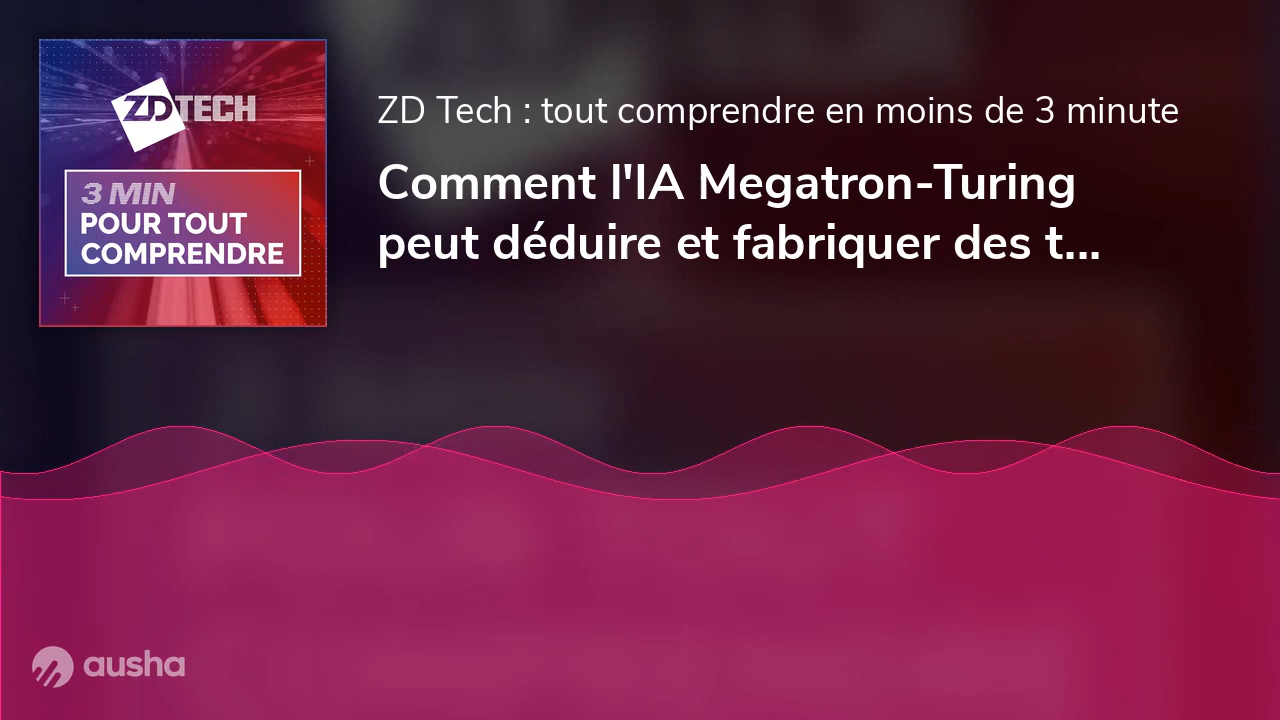 ZD TECH
3 MIN
POUR TOUT
COMPRENDRE
ZD Tech : tout comprendre en moins de 3 minute
Comment l'IA Megatron-Turing
peut déduire et fabriquer des t...
ausha